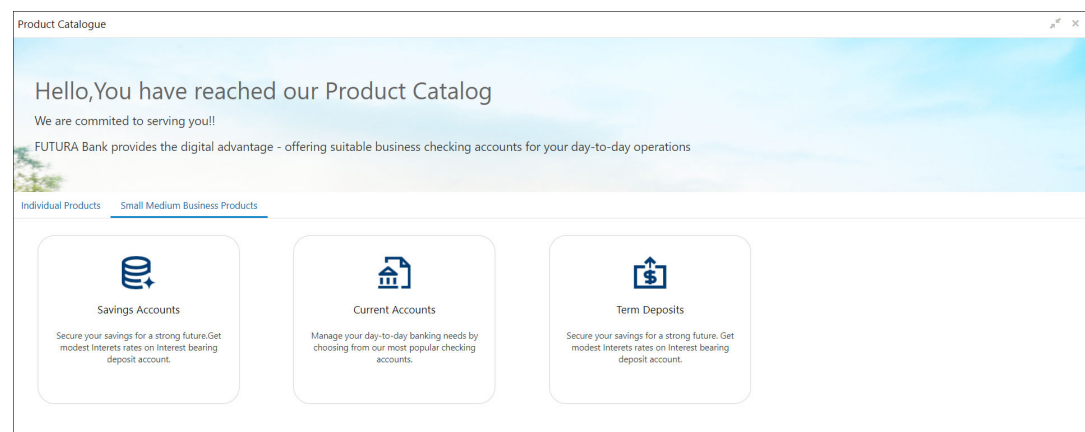 Product Catalogue
Hello,You have reached our Product Catalog
We are commited to serving you!!
FUTURA Bank provides the digital advantage - offering suitable business checking accounts for your day-to-day operations
Individual Products Small Medium Business Products
Savings Accounts
Secure your savings for a strong future.Get
modest Interets rates on Interest bearing
deposit account.
Current Accounts
Manage your day-to-day banking needs by
choosing from our most popular checking
accounts.
Term Deposits
Secure your savings for a strong future. Get
modest Interets rates on Interest bearing
deposit account.